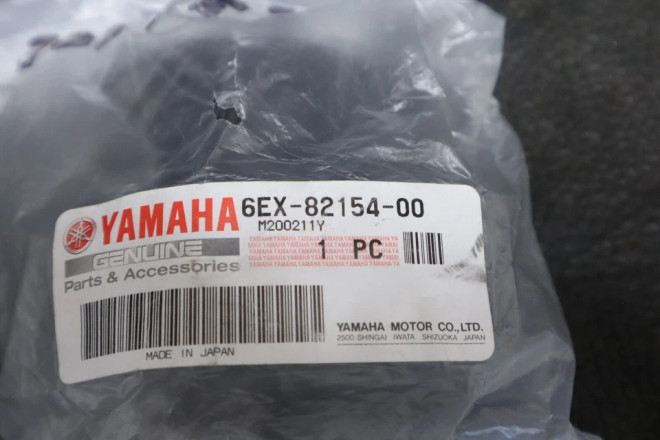 YAMAHA 6EX-82154-00
M200211Y
GENUINE
Parts & Accessories
1 PC
MADE IN JAPAN
YAMAHA MOTOR CO.,LTD.
2500 SHINGAI IWATA SHIZUOKA JAPAN